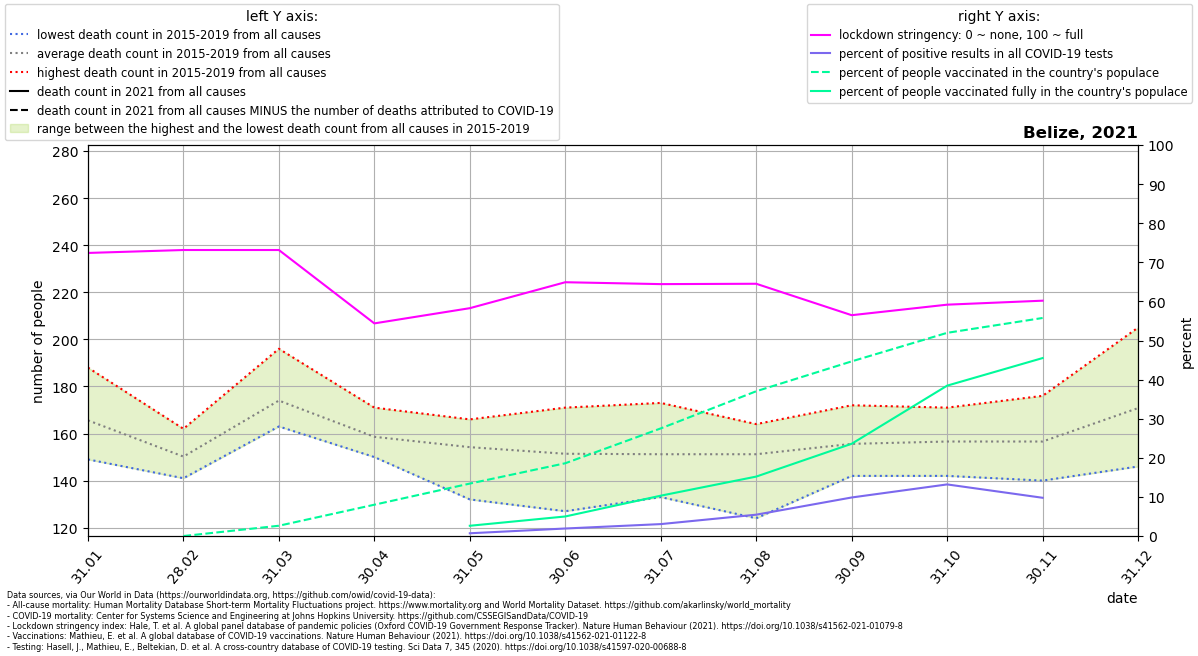 left Y axis:
lowest death count in 2015-2019 from all causes
average death count in 2015-2019 from all causes
highest death count in 2015-2019 from all causes
death count in 2021 from all causes
death count in 2021 from all causes MINUS the number of deaths attributed to COVID-19
range between the highest and the lowest death count from all causes in 2015-2019
right Y axis:
lockdown stringency: 0 ~ none, 100 ~ full
percent of positive results in all COVID-19 tests
percent of people vaccinated in the country's populace
percent of people vaccinated fully in the country's populace
Belize, 2021
280
260
240
220
200
180
160
140
120
number of people
100
90
80
70
60
50
40
30
20
10
0
percent
31.01
28.02
31.03
30.04
31.05
30.06
31.07
31.08
30.09
31.10
30.11
31.12
date
Data sources, via Our World in Data (https://ourworldindata.org, https://github.com/owid/covid-19-data):
- All-cause mortality: Human Mortality Database Short-term Mortality Fluctuations project. https://www.mortality.org and World Mortality Dataset. https://github.com/akarlinsky/world_mortality
- COVID-19 mortality: Center for Systems Science and Engineering at Johns Hopkins University. https://github.com/CSSEGISandData/COVID-19
- Lockdown stringency index: Hale, T. et al. A global panel database of pandemic policies (Oxford COVID-19 Government Response Tracker). Nature Human Behaviour (2021). https://doi.org/10.1038/s41562-021-01079-8
- Vaccinations: Mathieu, E. et al. A global database of COVID-19 vaccinations. Nature Human Behaviour (2021). https://doi.org/10.1038/s41562-021-01122-8
- Testing: Hasell, J., Mathieu, E., Beltekian, D. et al. A cross-country database of COVID-19 testing. Sci Data 7, 345 (2020). https://doi.org/10.1038/s41597-020-00688-8